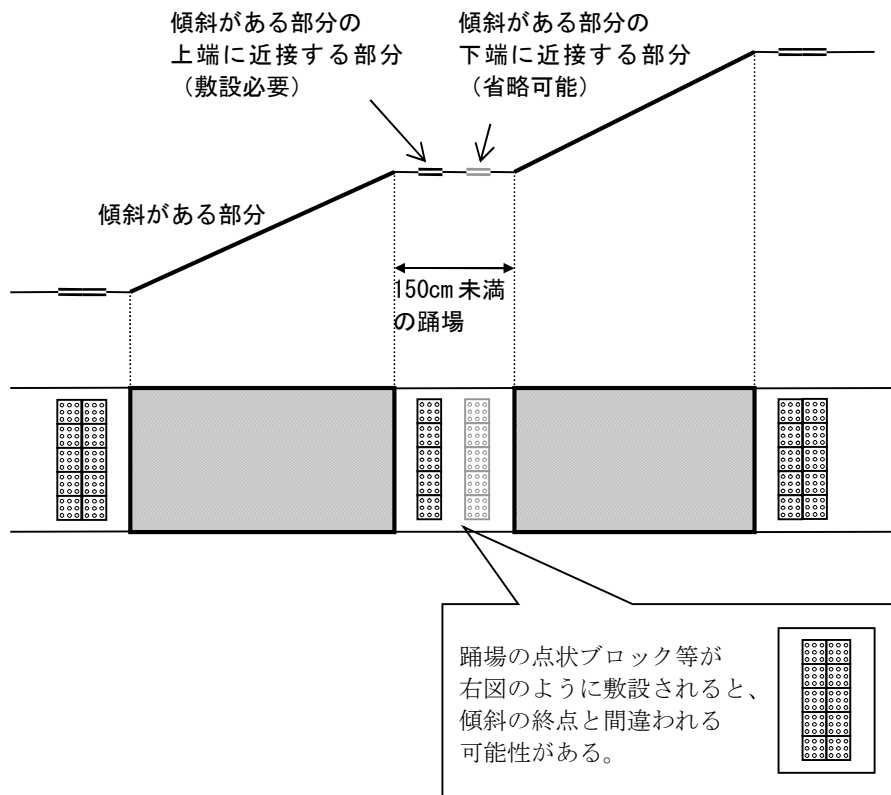 傾斜がある部分の
上端に近接する部分
（敷設必要）
傾斜がある部分の
下端に近接する部分
（省略可能）
傾斜がある部分
150cm未満
の踊場
踊場の点状ブロック等が
右図のように敷設されると、
傾斜の終点と間違われる
可能性がある。